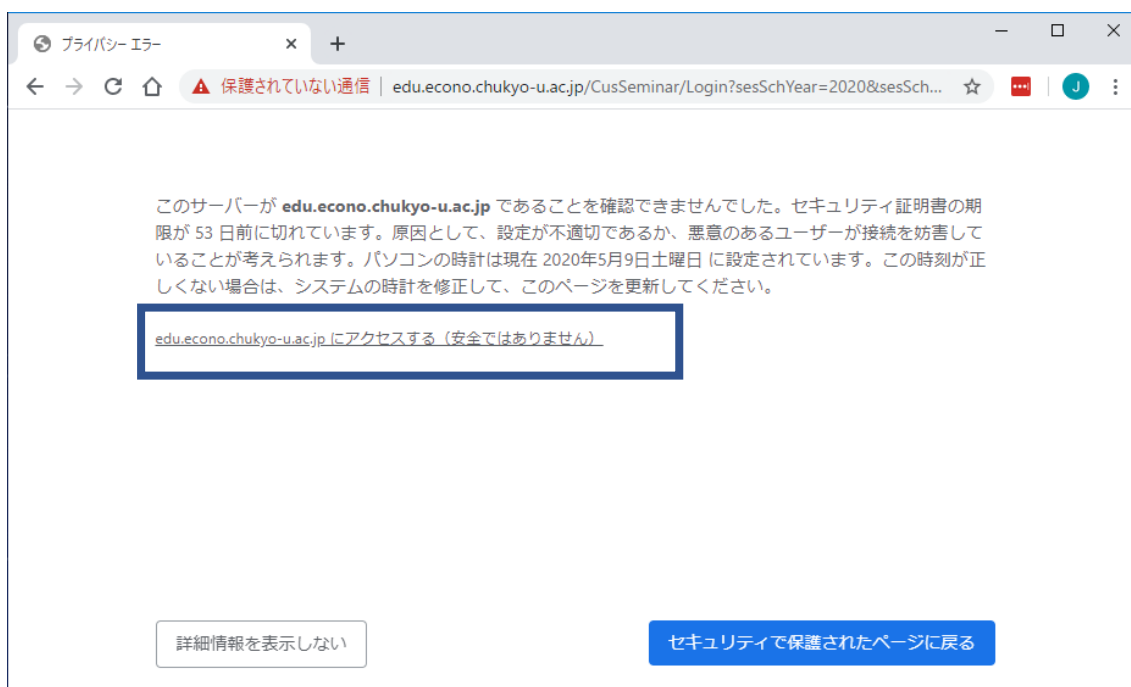 プライバシー エラー
保護されていない通信 | edu.econo.chukyo-u.ac.jp/CusSeminar/Login?sesSchYear=2020&sesSch...
J
このサーバーが edu.econo.chukyo-u.ac.jp であることを確認できませんでした。セキュリティ証明書の期
限が 53 日前に切れています。原因として、設定が不適切であるか、悪意のあるユーザーが接続を妨害して
いることが考えられます。パソコンの時計は現在 2020年5月9日土曜日 に設定されています。この時刻が正
しくない場合は、システムの時計を修正して、このページを更新してください。
edu.econo.chukyo-u.ac.jp にアクセスする（安全ではありません）
詳細情報を表示しない
セキュリティで保護されたページに戻る